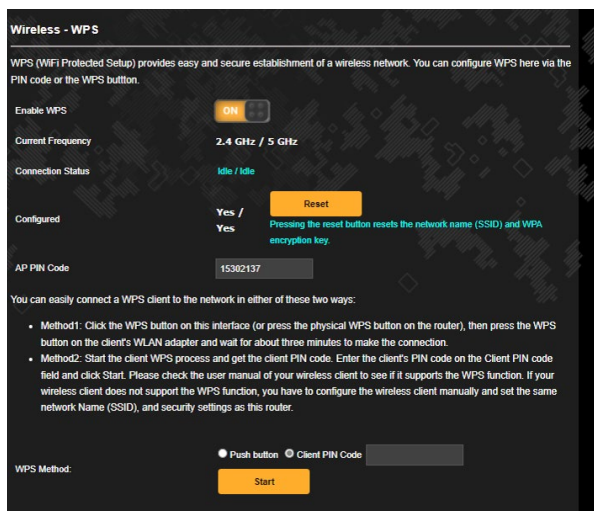 Wireless - WPS
WPS (WiFi Protected Setup) provides easy and secure establishment of a wireless network. You can configure WPS here via the
PIN code or the WPS buttton.
Enable WPS ON
Current Frequency 2.4 GHz / 5 GHz
Connection Status Idle / Idle
Reset
Configured Yes /
Yes
Pressing the reset button resets the network name (SSID) and WPA
encryption key.
AP PIN Code 15302137
You can easily connect a WPS client to the network in either of these two ways:
• Method1: Click the WPS button on this interface (or press the physical WPS button on the router), then press the WPS
button on the client's WLAN adapter and wait for about three minutes to make the connection.
• Method2: Start the client WPS process and get the client PIN code. Enter the client's PIN code on the Client PIN code
field and click Start. Please check the user manual of your wireless client to see if it supports the WPS function. If your
wireless client does not support the WPS function, you have to configure the wireless client manually and set the same
network Name (SSID), and security settings as this router.
WPS Method:
Push button Client PIN Code
Start